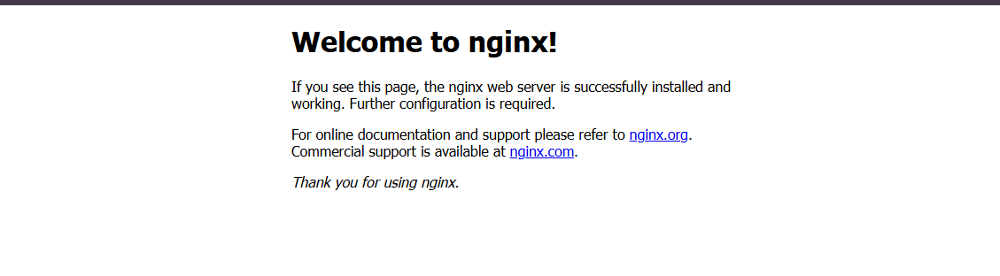 Welcome to nginx!
If you see this page, the nginx web server is successfully installed and
working. Further configuration is required.
For online documentation and support please refer to nginx.org.
Commercial support is available at nginx.com.
Thank you for using nginx.